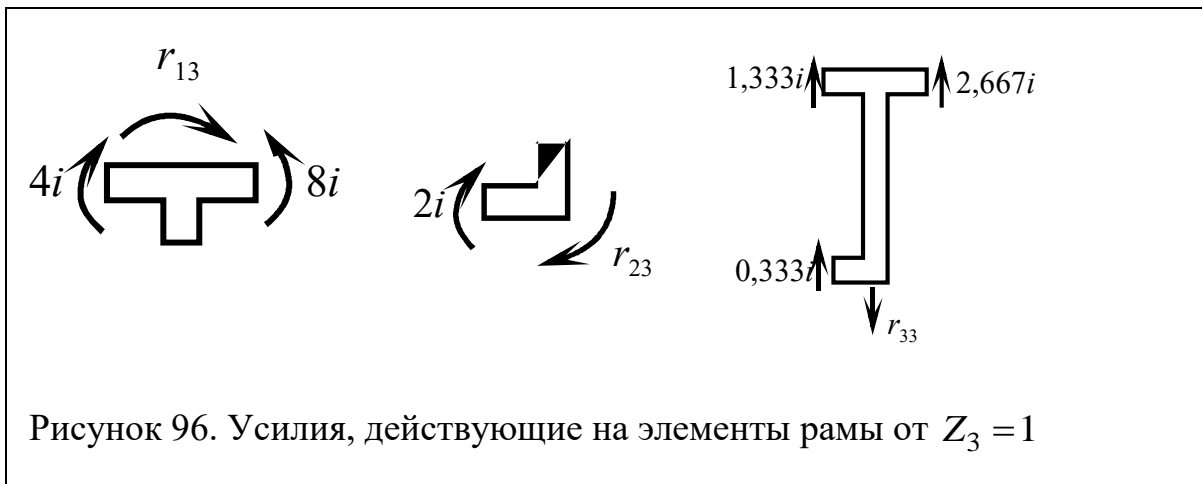 r₁₃
4i
8i
2i
r₂₃
1,333i
2,667i
0,333i
r₃₃
Рисунок 96. Усилия, действующие на элементы рамы от Z₃ = 1